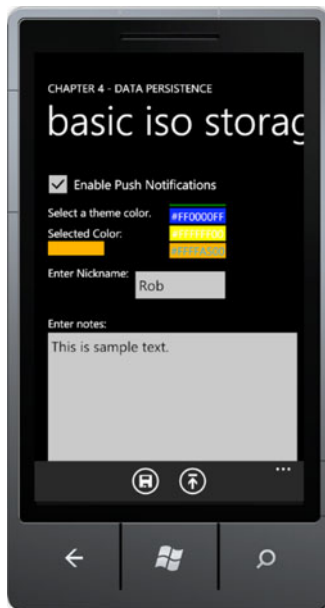 CHAPTER 4 - DATA PERSISTENCE
basic iso storag
Enable Push Notifications
Select a theme color.
#FF0000FF
Selected Color:
#FFFFFF00
#FFFFA500
Enter Nickname:
Rob
Enter notes:
This is sample text.